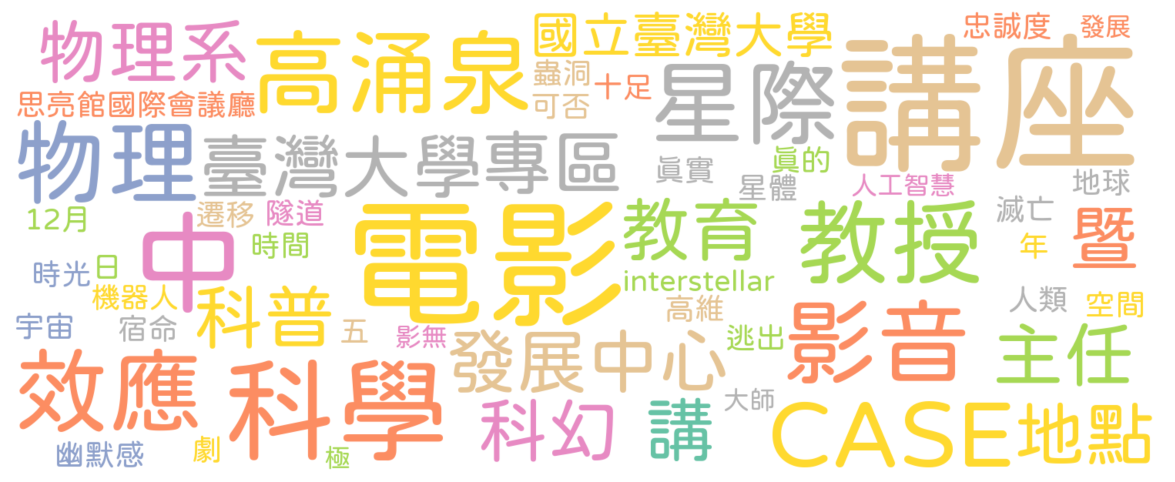 物理系
高涌泉
國立臺灣大學
講座
忠誠度
發展
思亮館國際會議廳
蟲洞
可否
十足
星際
物理
臺灣大學專區
眞實
眞的
星體
人工智慧
地球
12月
遷移
隧道
中
時間
電影
教育
教授
滅亡
年
暨
時光
日
機器人
interstellar
高維
人類
空間
宇宙
宿命
科普
五
影無
發展中心
逃出
影音
主任
效應
科學
科幻
講
大師
CASE
地點
幽默感
劇
極